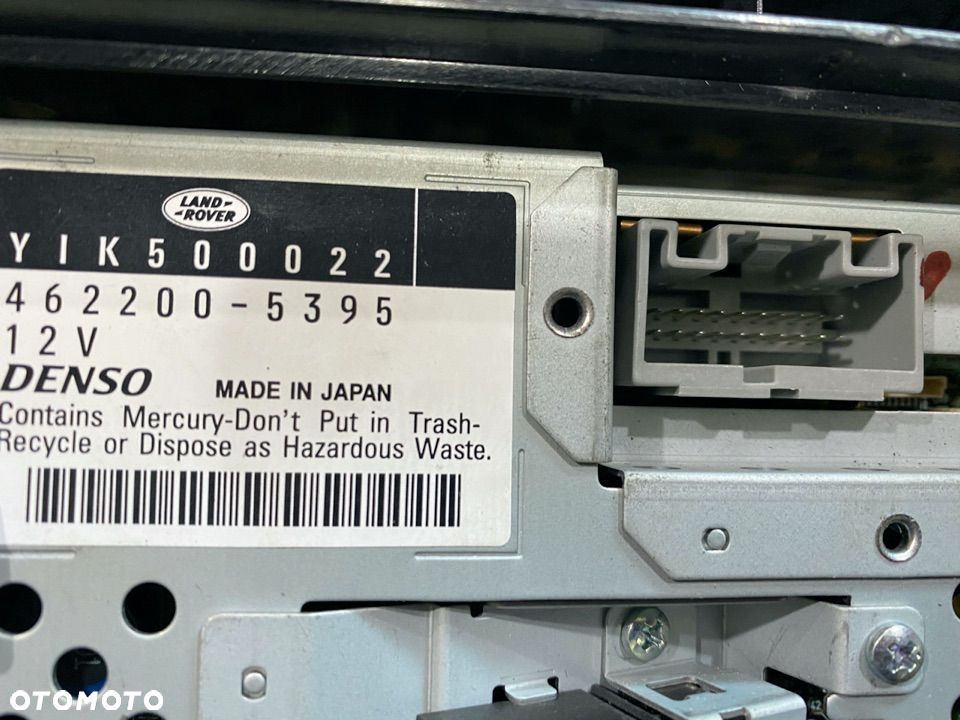 LAND-
-ROVER
YIK500022
462200-5395
12V
DENSO MADE IN JAPAN
Contains Mercury-Don't Put in Trash-
Recycle or Dispose as Hazardous Waste.
42
OTOMOTO